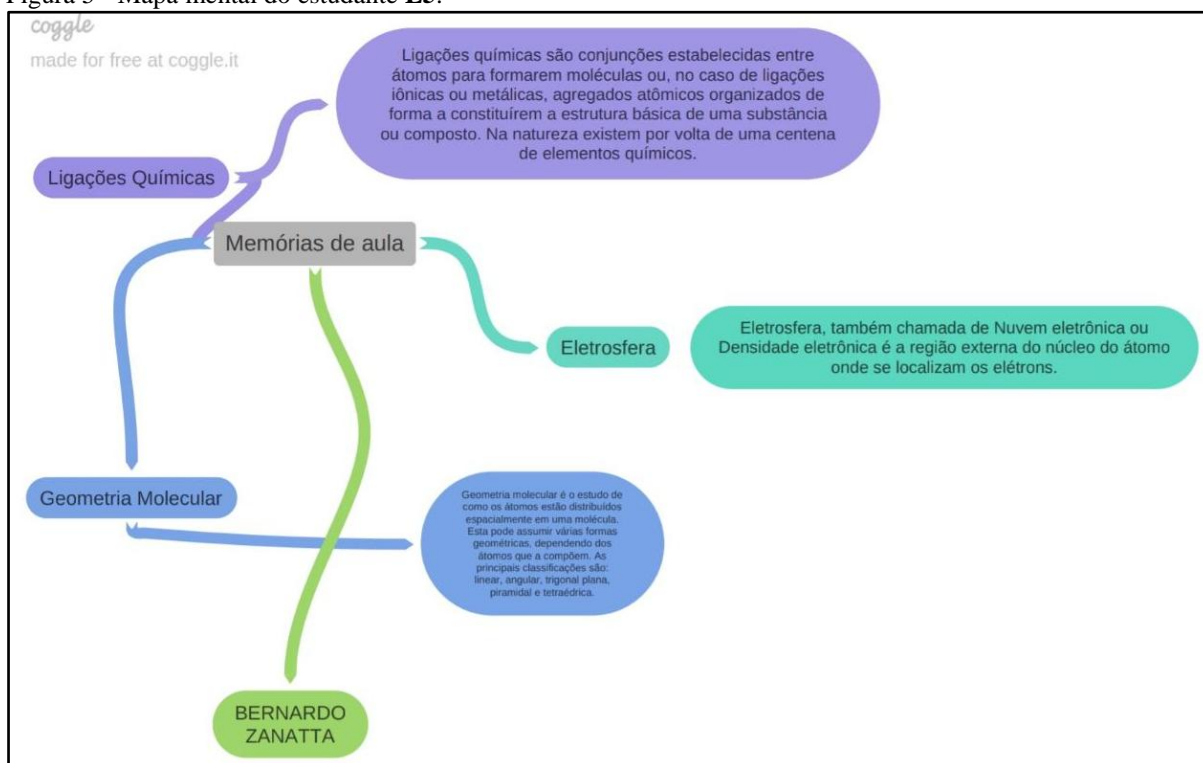 Figura 3 - Mapa mental do estudante E3.
coggle
made for free at coggle.it
Ligações químicas são conjunções estabelecidas entre
átomos para formarem moléculas ou, no caso de ligações
iônicas ou metálicas, agregados atômicos organizados de
forma a constituírem a estrutura básica de uma substância
ou composto. Na natureza existem por volta de uma centena
de elementos químicos.
Ligações Químicas
Memórias de aula
Eletrosfera
Eletrosfera, também chamada de Nuvem eletrônica ou
Densidade eletrônica é a região externa do núcleo do átomo
onde se localizam os elétrons.
Geometria Molecular
Geometria molecular é o estudo de
como os átomos estão distribuídos
espacialmente em uma molécula.
Esta pode assumir várias formas
geométricas, dependendo dos
átomos que a compõem. As
principais classificações são:
linear, angular, trigonal plana,
piramidal e tetraédrica.
BERNARDO
ZANATTA